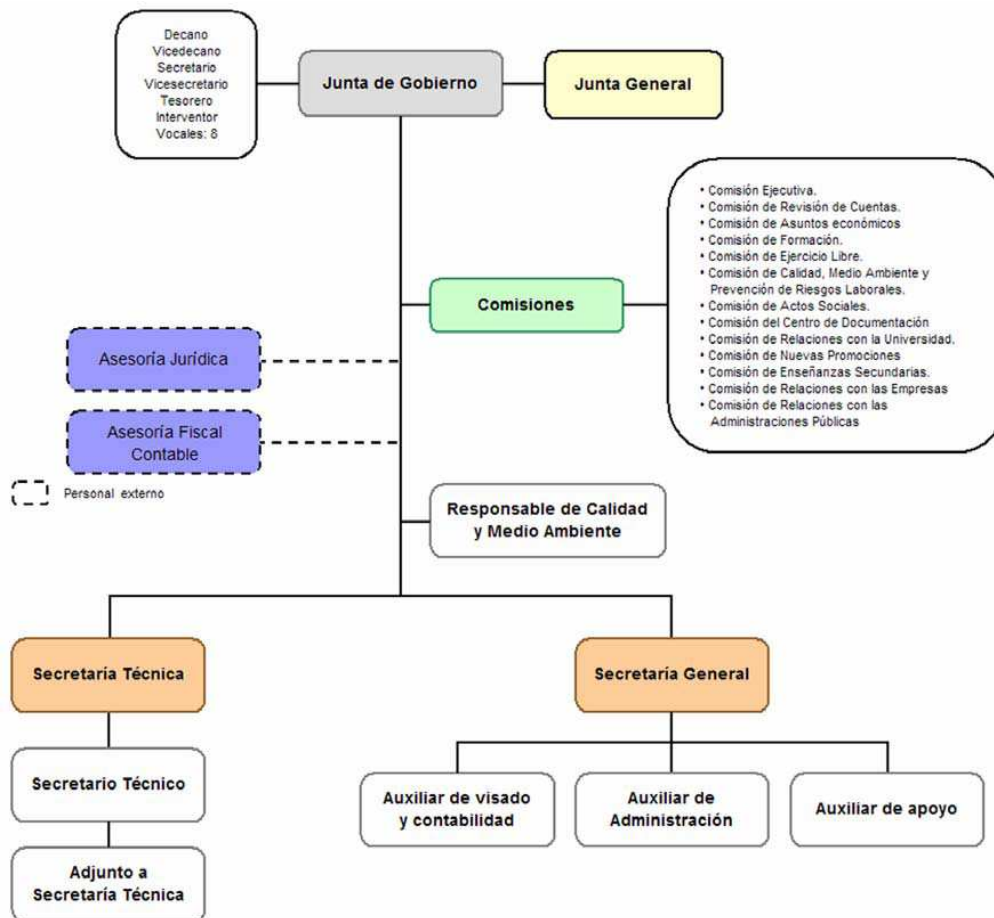 Decano
Vicedecano
Secretario
Vicesecretario
Tesorero
Interventor
Vocales: 8
Junta de Gobierno
Junta General
• Comisión Ejecutiva.
• Comisión de Revisión de Cuentas.
• Comisión de Asuntos económicos
• Comisión de Formación.
• Comisión de Ejercicio Libre.
• Comisión de Calidad, Medio Ambiente y
Prevención de Riesgos Laborales.
• Comisión de Actos Sociales.
• Comisión del Centro de Documentación
• Comisión de Relaciones con la Universidad.
• Comisión de Nuevas Promociones
• Comisión de Enseñanzas Secundarias.
• Comisión de Relaciones con las Empresas
• Comisión de Relaciones con las
Administraciones Públicas
Comisiones
Asesoría Jurídica
Asesoría Fiscal
Contable
Personal externo
Responsable de Calidad
y Medio Ambiente
Secretaría Técnica
Secretaría General
Secretario Técnico
Adjunto a
Secretaría Técnica
Auxiliar de visado
y contabilidad
Auxiliar de
Administración
Auxiliar de apoyo